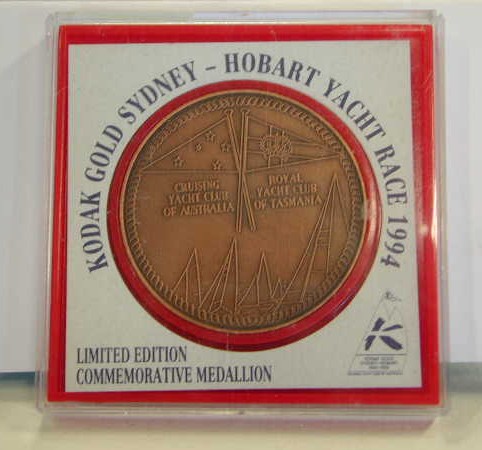 KODAK GOLD SYDNEY – HOBART YACHT RACE 1994
CRUISING
YACHT CLUB
OF AUSTRALIA
ROYAL
YACHT CLUB
OF TASMANIA
LIMITED EDITION
COMMEMORATIVE MEDALLION